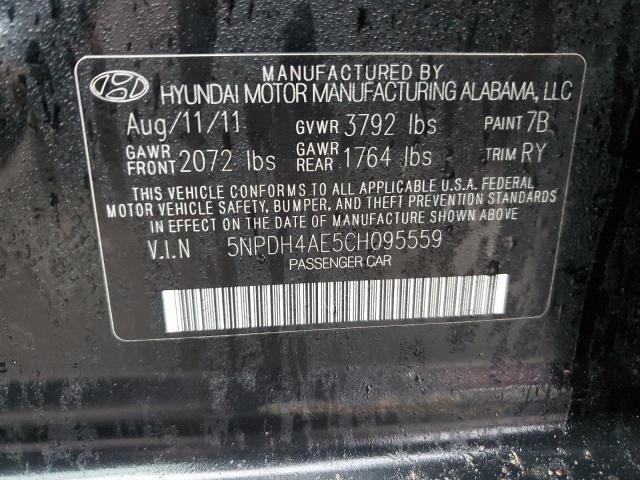 MANUFACTURED BY
HYUNDAI MOTOR MANUFACTURING ALABAMA, LLC
Aug/11/11 GVWR 3792 lbs PAINT 7B
GAWR FRONT 2072 lbs GAWR REAR 1764 lbs TRIM RY
THIS VEHICLE CONFORMS TO ALL APPLICABLE U.S.A. FEDERAL
MOTOR VEHICLE SAFETY, BUMPER, AND THEFT PREVENTION STANDARDS
IN EFFECT ON THE DATE OF MANUFACTURE SHOWN ABOVE.
V.I.N 5NPDH4AE5CH095559
PASSENGER CAR